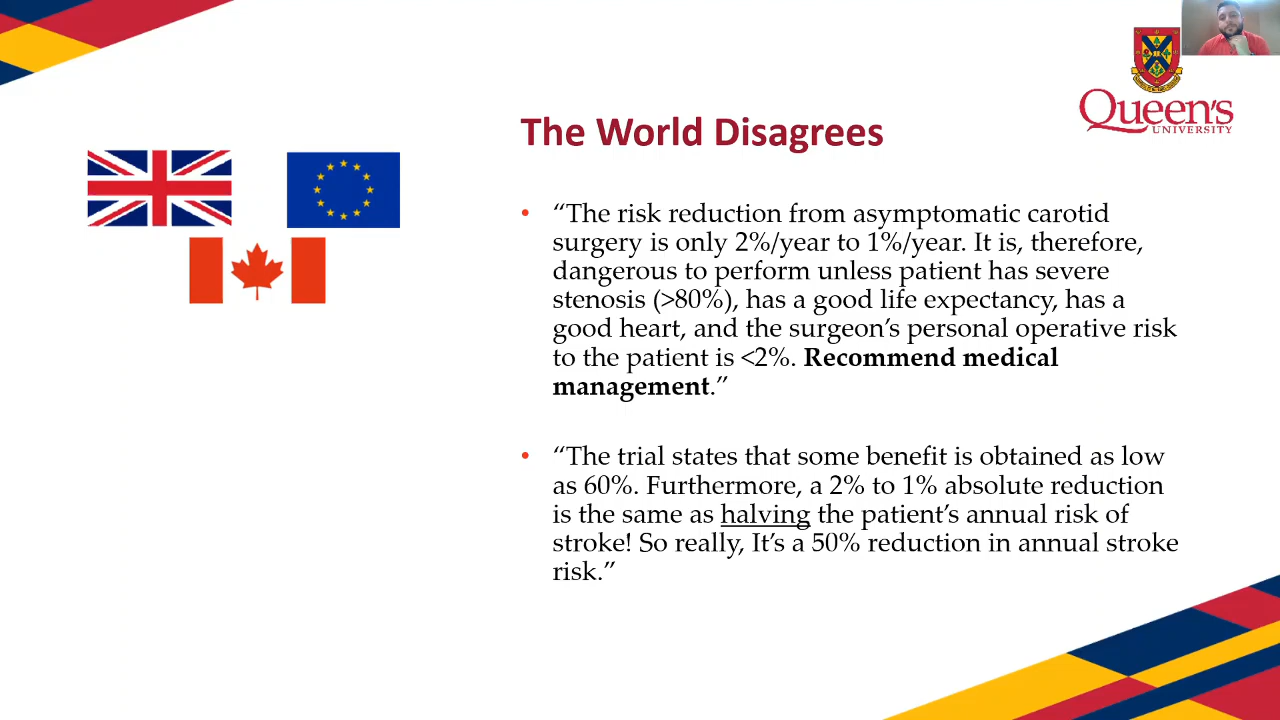 Queen's
UNIVERSITY
The World Disagrees
• “The risk reduction from asymptomatic carotid
surgery is only 2%/year to 1%/year. It is, therefore,
dangerous to perform unless patient has severe
stenosis (>80%), has a good life expectancy, has a
good heart, and the surgeon’s personal operative risk
to the patient is <2%. Recommend medical
management.”
• “The trial states that some benefit is obtained as low
as 60%. Furthermore, a 2% to 1% absolute reduction
is the same as halving the patient’s annual risk of
stroke! So really, It’s a 50% reduction in annual stroke
risk.”